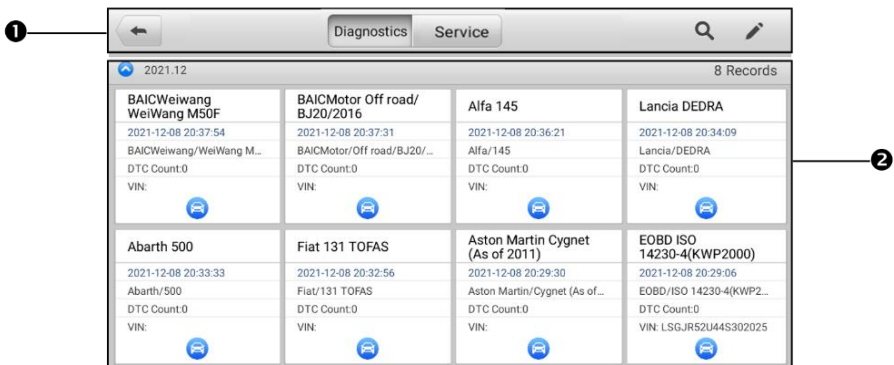 ❶
Diagnostics Service
2021.12 8 Records
❷
BAICWeiwang
WeiWang M50F
2021-12-08 20:37:54
BAICWeiwang/WeiWang M...
DTC Count:0
VIN:
BAICMotor Off road/
BJ20/2016
2021-12-08 20:37:31
BAICMotor/Off road/BJ20/...
DTC Count:0
VIN:
Alfa 145
2021-12-08 20:36:21
Alfa/145
DTC Count:0
VIN:
Lancia DEDRA
2021-12-08 20:34:09
Lancia/DEDRA
DTC Count:0
VIN:
Abarth 500
2021-12-08 20:33:33
Abarth/500
DTC Count:0
VIN:
Fiat 131 TOFAS
2021-12-08 20:32:56
Fiat/131 TOFAS
DTC Count:0
VIN:
Aston Martin Cygnet
(As of 2011)
2021-12-08 20:29:30
Aston Martin/Cygnet (As of...
DTC Count:0
VIN:
EOBD ISO
14230-4(KWP2000)
2021-12-08 20:29:06
EOBD/ISO 14230-4(KWP2...
DTC Count:0
VIN: LSGJR52U44S302025